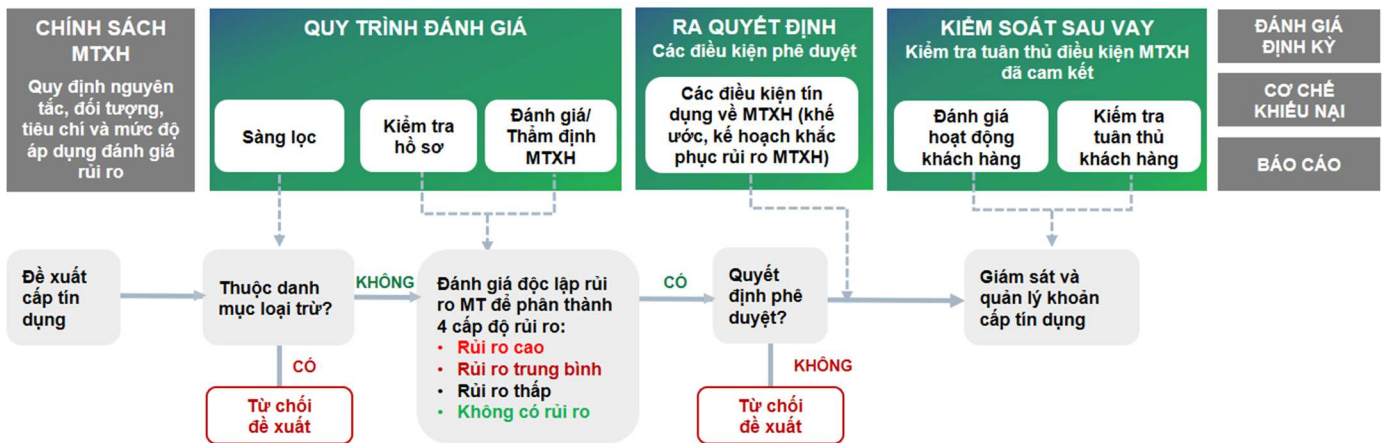 CHÍNH SÁCH
MTXH
Quy định nguyên
tắc, đối tượng,
tiêu chí và mức độ
áp dụng đánh giá
rủi ro
QUY TRÌNH ĐÁNH GIÁ
Sàng lọc
Kiểm tra
hồ sơ
Đánh giá/
Thẩm định
MTXH
RA QUYẾT ĐỊNH
Các điều kiện phê duyệt
Các điều kiện tín
dụng về MTXH (khế
ước, kế hoạch khắc
phục rủi ro MTXH)
KIỂM SOÁT SAU VAY
Kiểm tra tuân thủ điều kiện MTXH
đã cam kết
Đánh giá
hoạt động
khách hàng
Kiểm tra
tuân thủ
khách hàng
ĐÁNH GIÁ
ĐỊNH KỲ
CƠ CHẾ
KHIẾU NẠI
BÁO CÁO
Đề xuất
cấp tín
dụng
Thuộc danh
mục loại trừ?
KHÔNG
CÓ
Từ chối
đề xuất
Đánh giá độc lập rủi
ro MT để phân thành
4 cấp độ rủi ro:
• Rủi ro cao
• Rủi ro trung bình
• Rủi ro thấp
• Không có rủi ro
CÓ
Quyết
định phê
duyệt?
KHÔNG
Từ chối
đề xuất
Giám sát và
quản lý khoản
cấp tín dụng